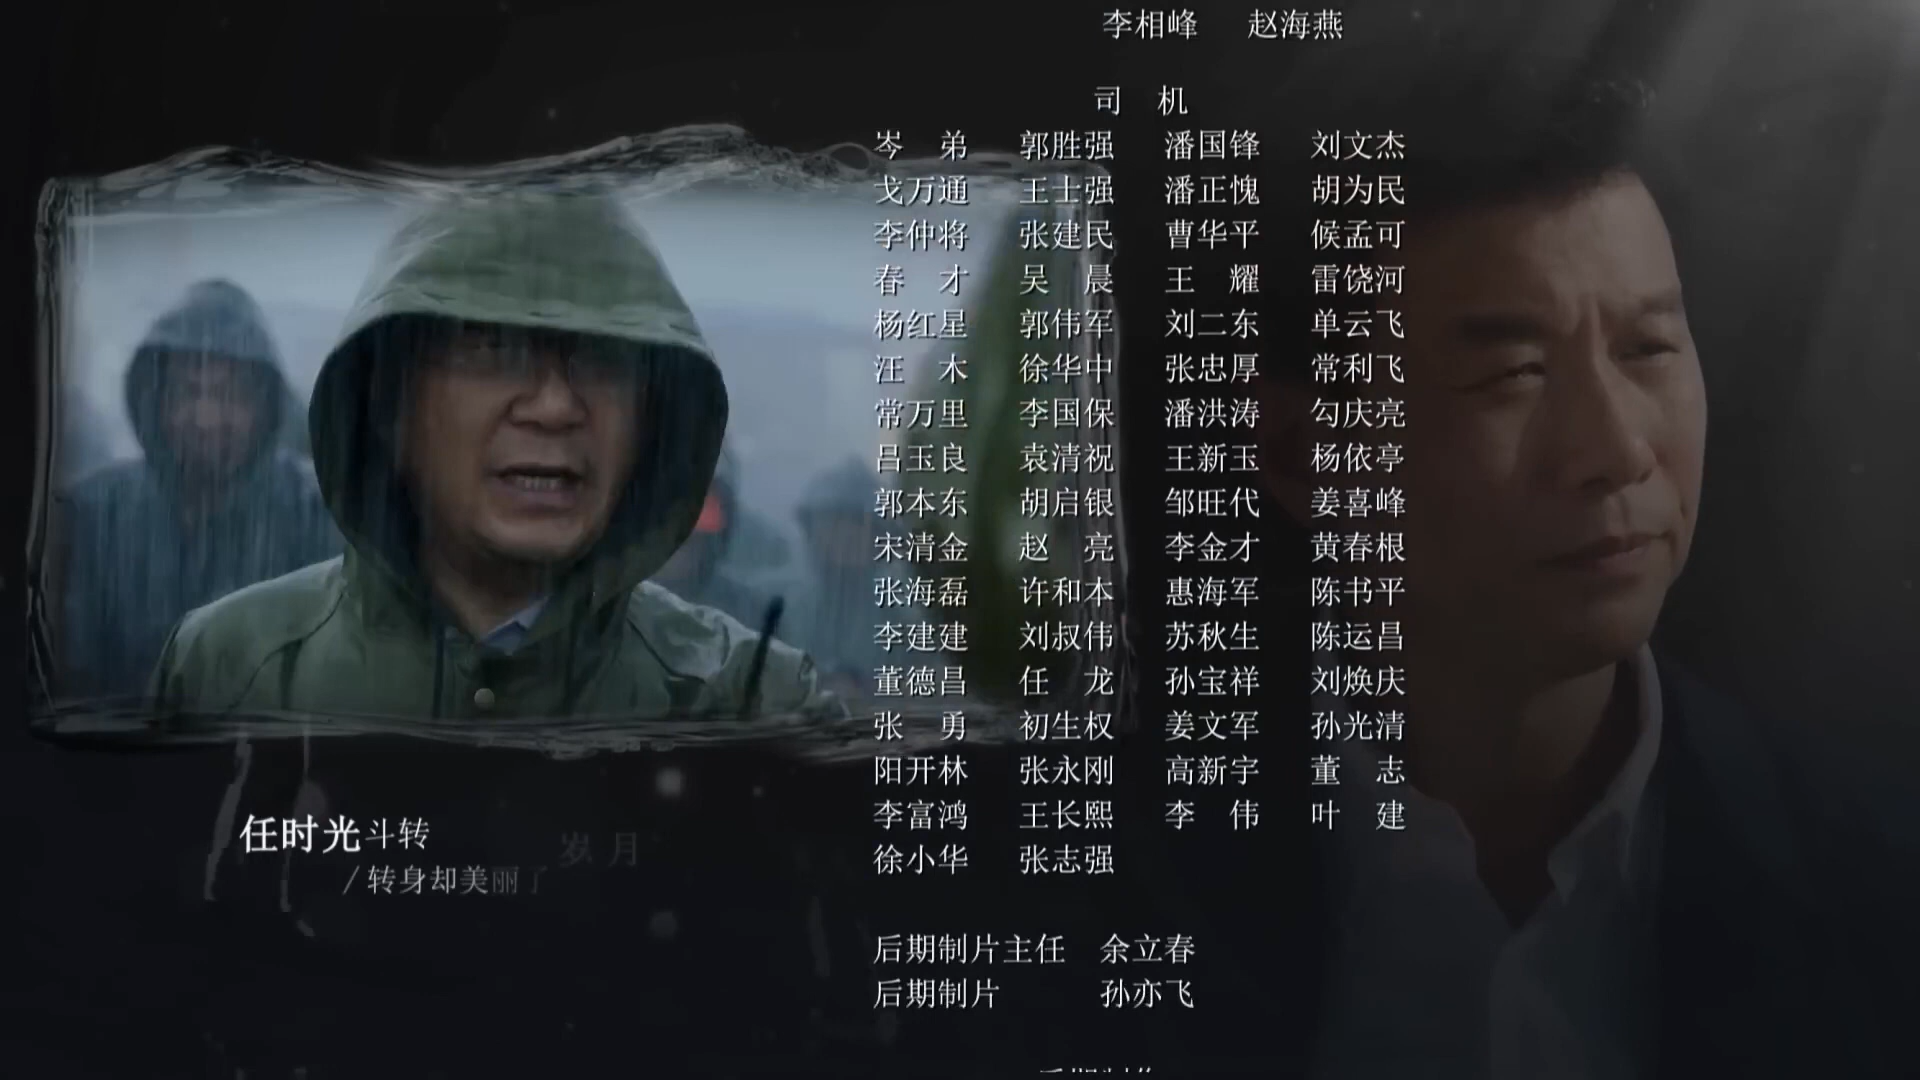 李相峰 赵海燕
司 机
岑 弟 郭胜强 潘国锋 刘文杰
戈万通 王士强 潘正愧 胡为民
李仲将 张建民 曹华平 候孟可
春 才 吴 晨 王 耀 雷饶河
杨红星 郭伟军 刘二东 单云飞
汪 木 徐华中 张忠厚 常利飞
常万里 李国保 潘洪涛 勾庆亮
吕玉良 袁清祝 王新玉 杨依亭
郭本东 胡启银 邹旺代 姜喜峰
宋清金 赵 亮 李金才 黄春根
张海磊 许和本 惠海军 陈书平
李建建 刘叔伟 苏秋生 陈运昌
董德昌 任 龙 孙宝祥 刘焕庆
张 勇 初生权 姜文军 孙光清
阳开林 张永刚 高新宇 董 志
李富鸿 王长熙 李 伟 叶 建
徐小华 张志强
后期制片主任 余立春
后期制片 孙亦飞
任时光斗转
岁月
/转身却美丽了